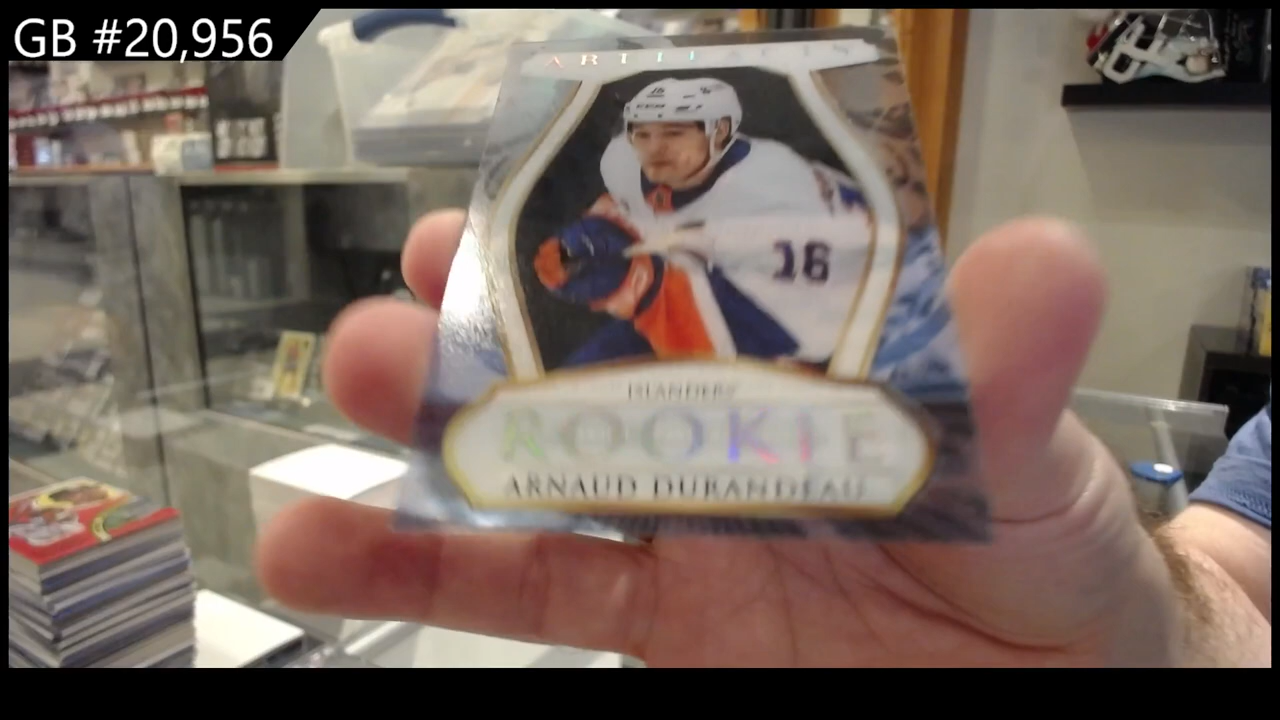 GB #20,956
ARTIFACTS
16
16
ISLANDERS
ROOKIE
ARNAUD DURANDEAU